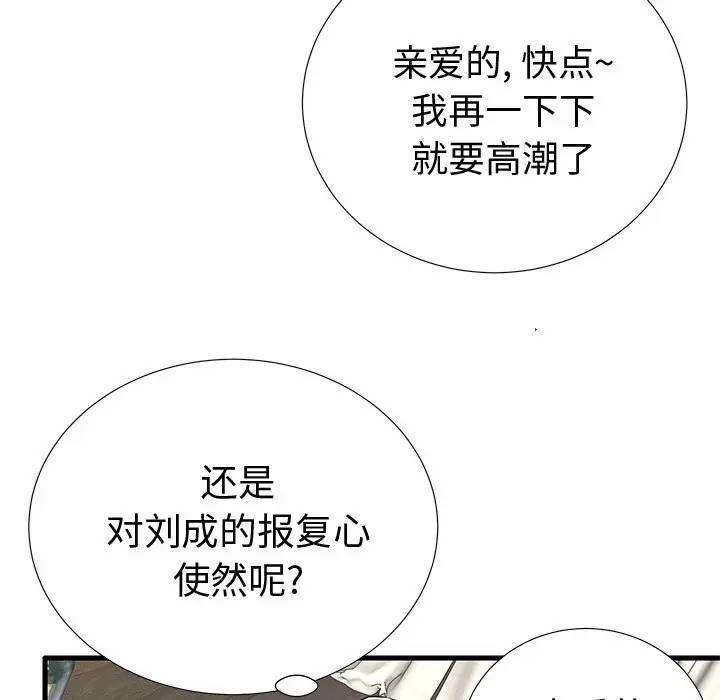 亲爱的, 快点~
我再一下下
就要高潮了
还是
对刘成的报复心
使然呢?